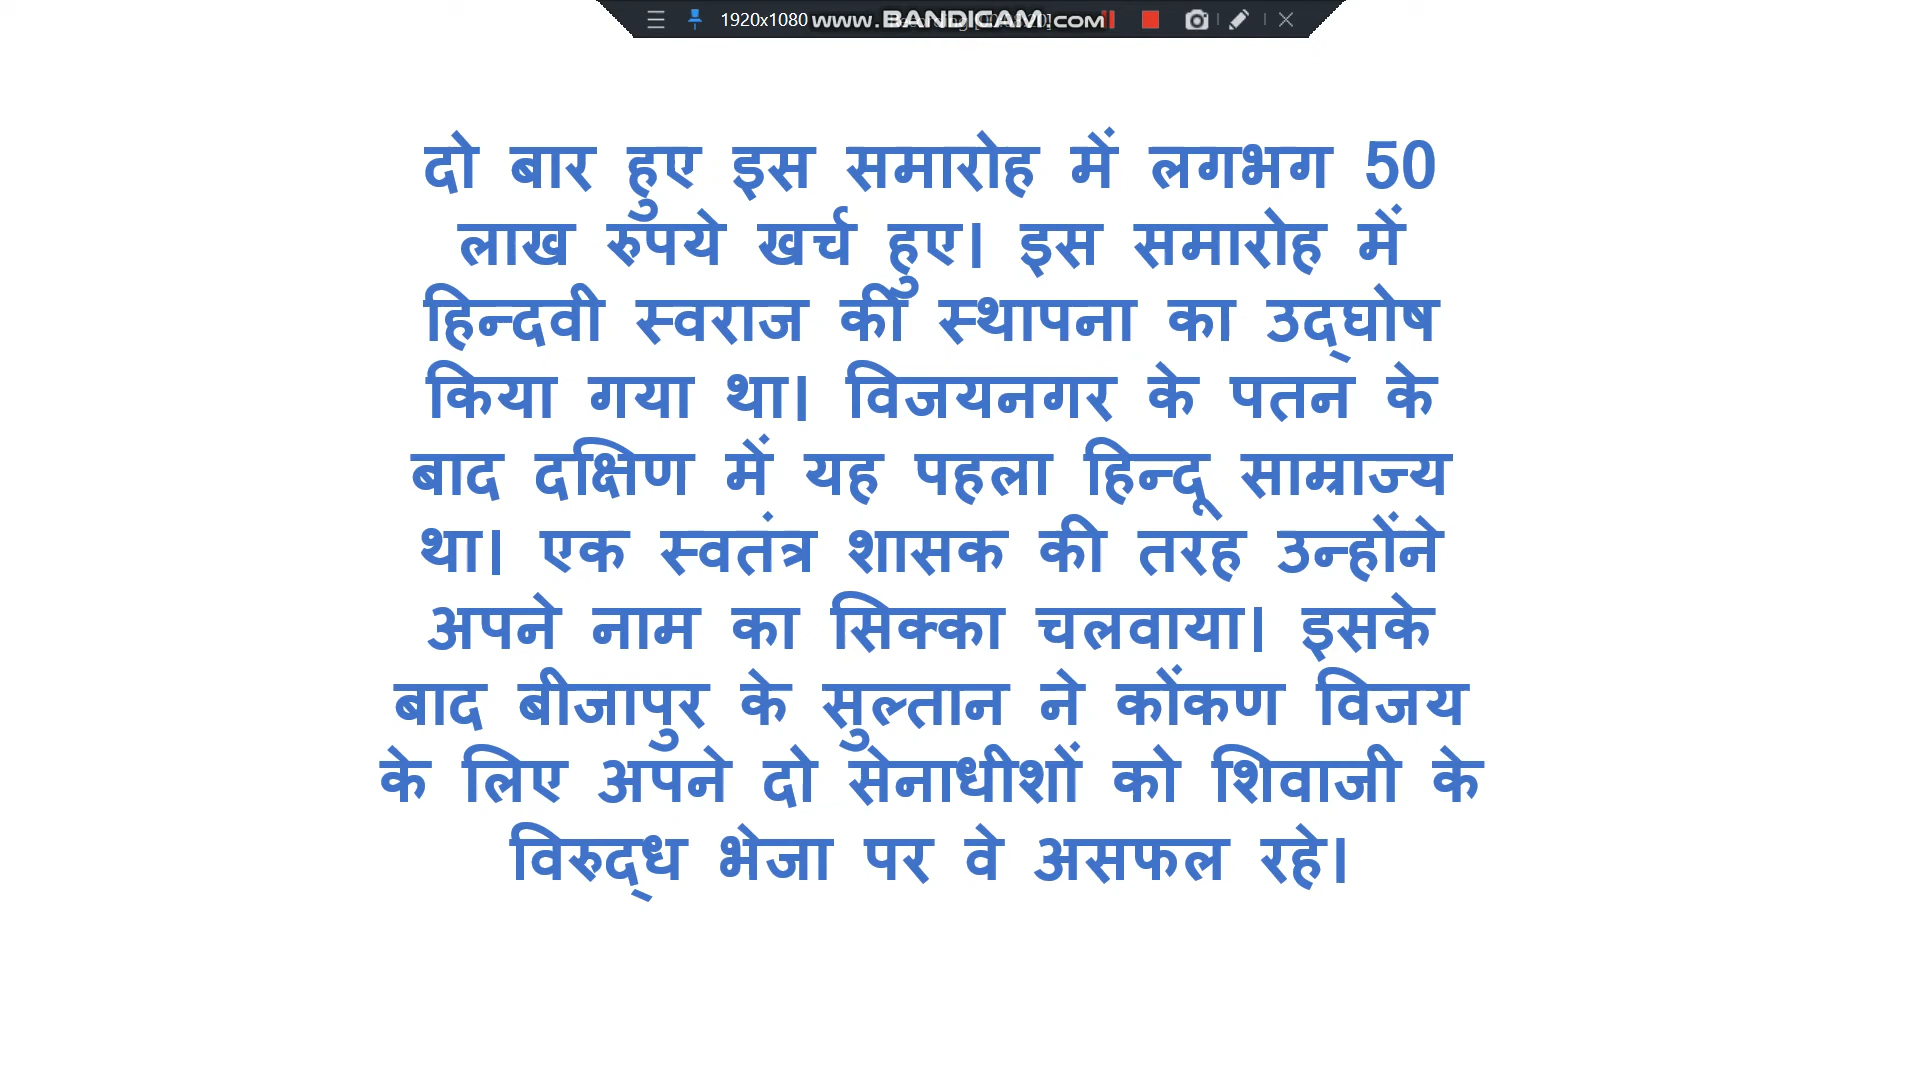 1920x1080 www.BANDICAM.com
दो बार हुए इस समारोह में लगभग 50
लाख रुपये खर्च हुए। इस समारोह में
हिन्दवी स्वराज की स्थापना का उद्‌घोष
किया गया था। विजयनगर के पतन के
बाद दक्षिण में यह पहला हिन्दू साम्राज्य
था। एक स्वतंत्र शासक की तरह उन्होंने
अपने नाम का सिक्का चलवाया। इसके
बाद बीजापुर के सुल्तान ने कोंकण विजय
के लिए अपने दो सेनाधीशों को शिवाजी के
विरुद्‌ध भेजा पर वे असफल रहे।